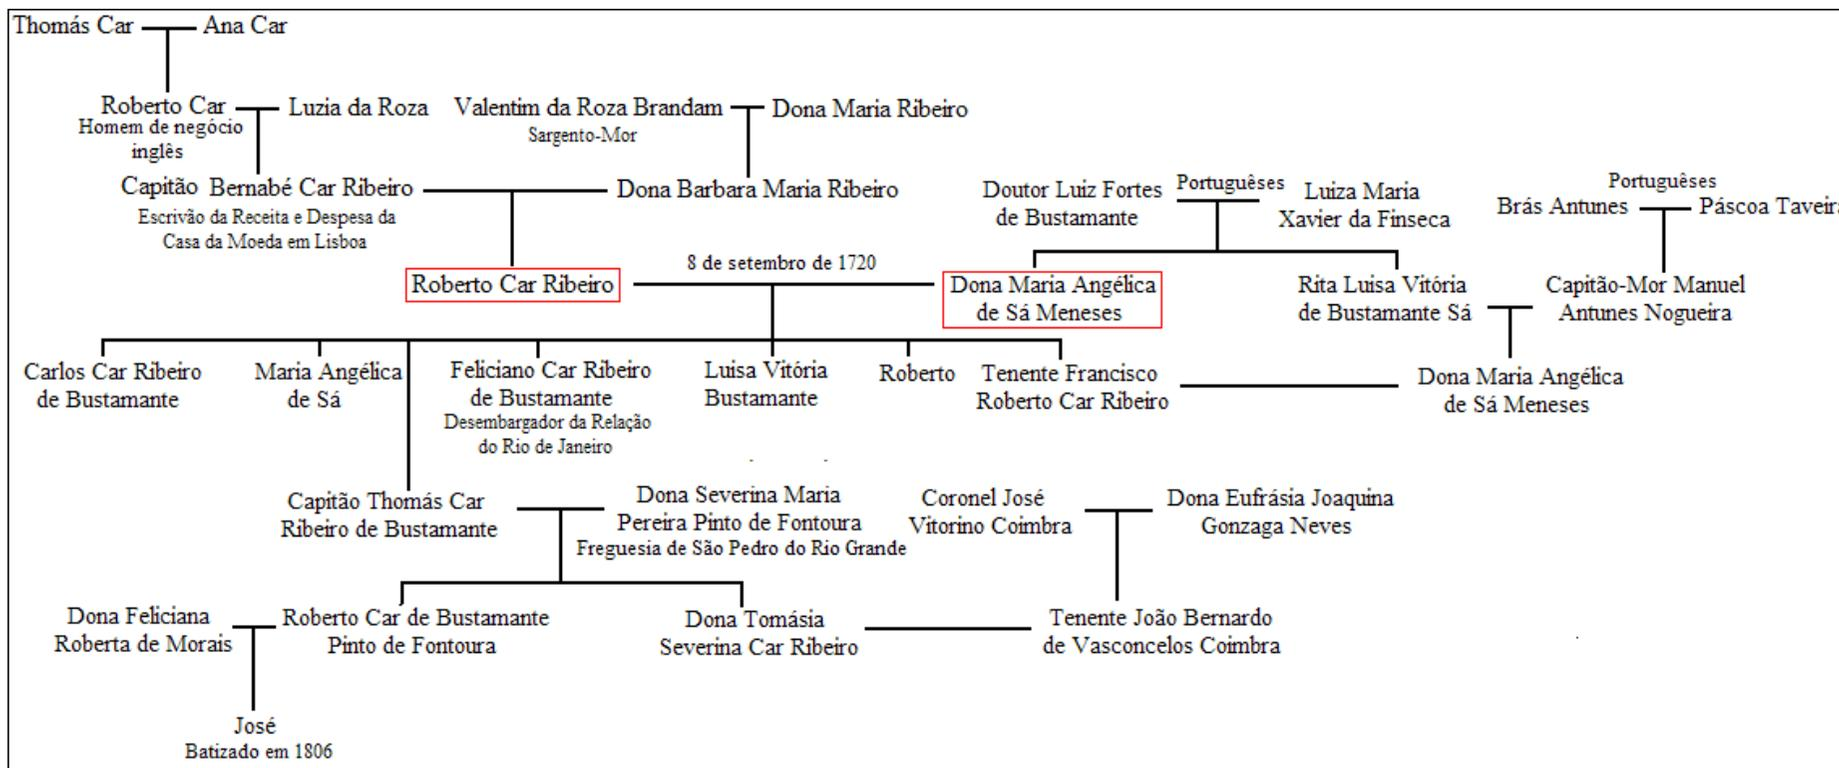 Thomás Car
Ana Car
Roberto Car
Homem de negócio
inglês
Luzia da Roza
Valentim da Roza Brandam
Sargento-Mor
Dona Maria Ribeiro
Capitão Bernabé Car Ribeiro
Escrivão da Receita e Despesa da
Casa da Moeda em Lisboa
Dona Barbara Maria Ribeiro
Doutor Luiz Fortes
de Bustamante
Portuguêses
Luiza Maria
Xavier da Finseca
Portuguêses
Brás Antunes
Páscoa Taveira
Roberto Car Ribeiro
8 de setembro de 1720
Dona Maria Angélica
de Sá Meneses
Rita Luisa Vitória
de Bustamante Sá
Capitão-Mor Manuel
Antunes Nogueira
Carlos Car Ribeiro
de Bustamante
Maria Angélica
de Sá
Feliciano Car Ribeiro
de Bustamante
Desembargador da Relação
do Rio de Janeiro
Luisa Vitória
Bustamante
Roberto
Tenente Francisco
Roberto Car Ribeiro
Dona Maria Angélica
de Sá Meneses
Capitão Thomás Car
Ribeiro de Bustamante
Dona Severina Maria
Pereira Pinto de Fontoura
Freguesia de São Pedro do Rio Grande
Coronel José
Vitorino Coimbra
Dona Eufrásia Joaquina
Gonzaga Neves
Dona Feliciana
Roberta de Morais
Roberto Car de Bustamante
Pinto de Fontoura
Dona Tomásia
Severina Car Ribeiro
Tenente João Bernardo
de Vasconcelos Coimbra
José
Batizado em 1806